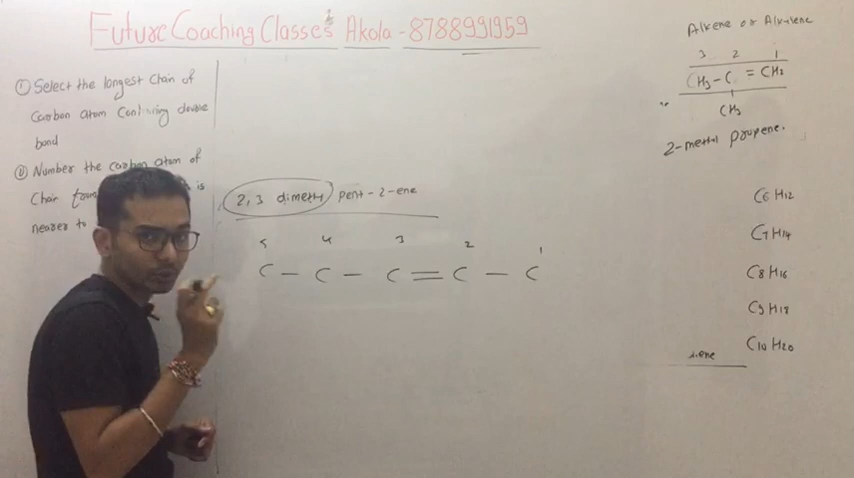 Future Coaching Classe's Akola - 8788991959
① Select the longest Chain of
Carbon atom Containing double
bond
② Number the carbon atom of
Chain from is
nearer to
2,3 dimethyl pent-2-ene
5 4 3 2 1
C - C - C = C - C
Alkene or Alkylene
3 2 1
CH3 - C = CH2
CH3
2-methyl propene.
C6 H12
C7 H14
C8 H16
C9 H18
C10 H20